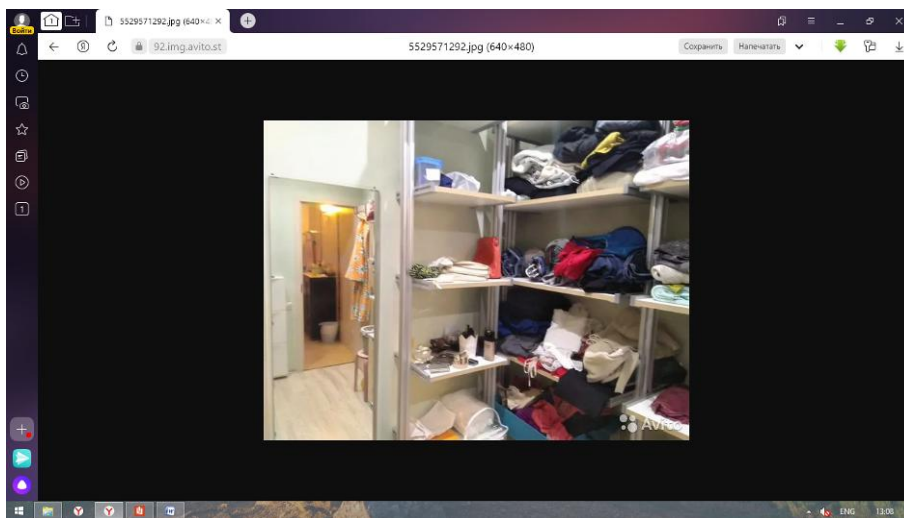 Войти
5529571292.jpg (640×4
92.img.avito.st
5529571292.jpg (640×480)
Сохранить
Напечатать
1
Avito
ENG
13:08